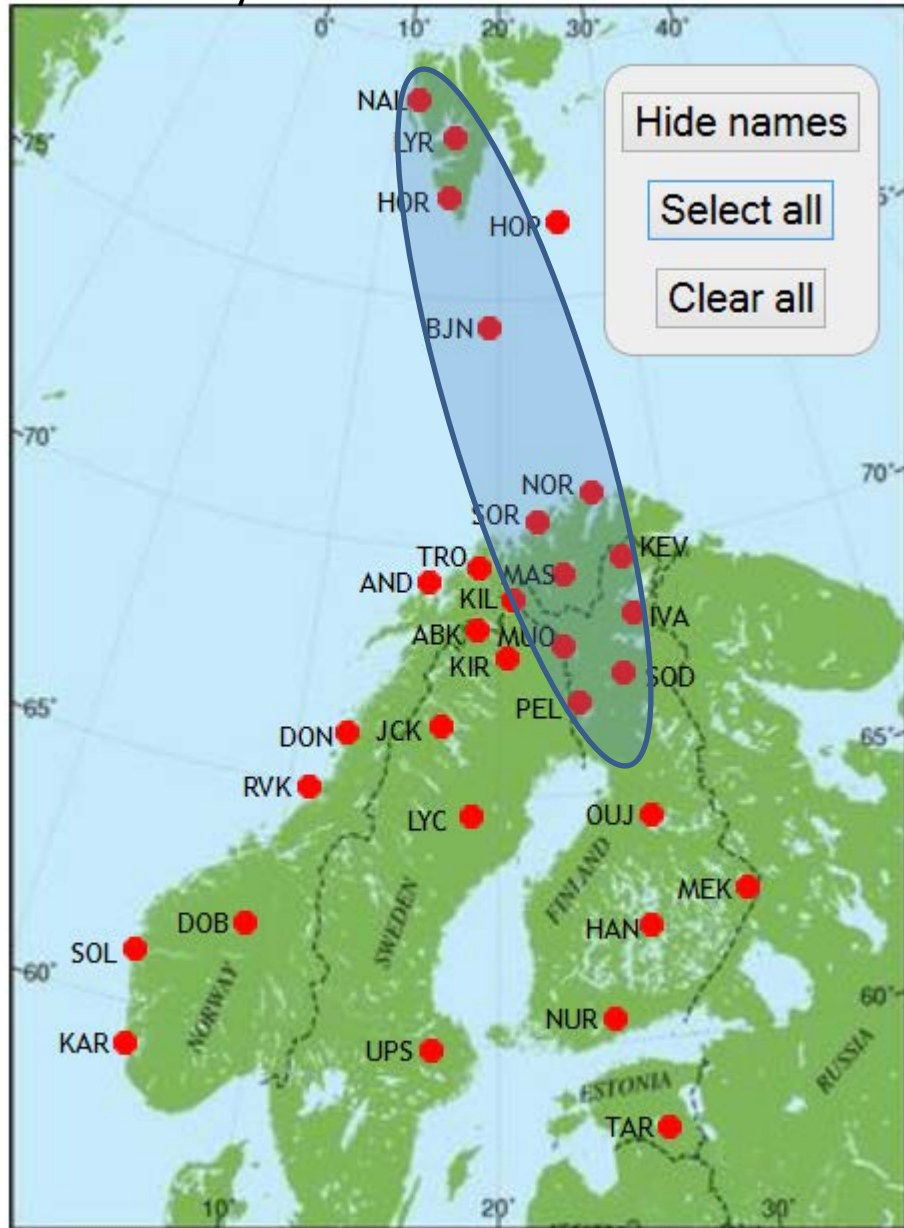 0° 10° 20° 30° 40°
NAL
Hide names
LYR
75°
HOR
Select all
HOP
Clear all
BJN
70°
70°
NOR
SOR
KEV
TRO
MAS
AND
KIL
IVA
ABK
MUO
KIR
SOD
65°
PEL
65°
DON
JCK
RVK
LYC
OUJ
FINLAND
MEK
SWEDEN
DOB
HAN
SOL
60°
NORWAY
60°
NUR
KAR
UPS
RUSSIA
ESTONIA
TAR
10° 20° 30°